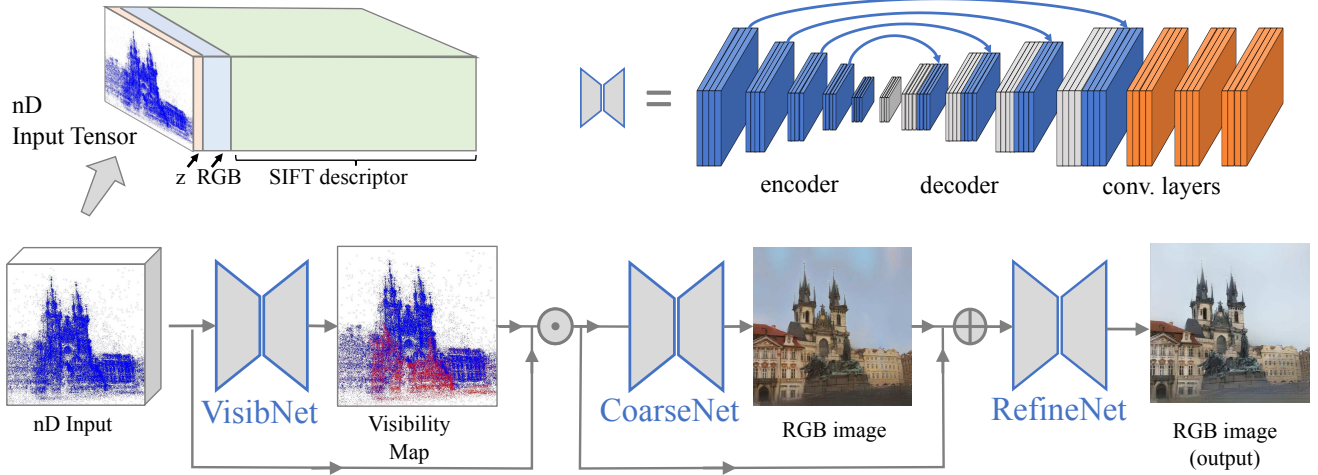 nD
Input Tensor
z RGB SIFT descriptor
=
encoder decoder conv. layers
VisibNet CoarseNet RefineNet
nD Input Visibility
Map
RGB image
RGB image
(output)